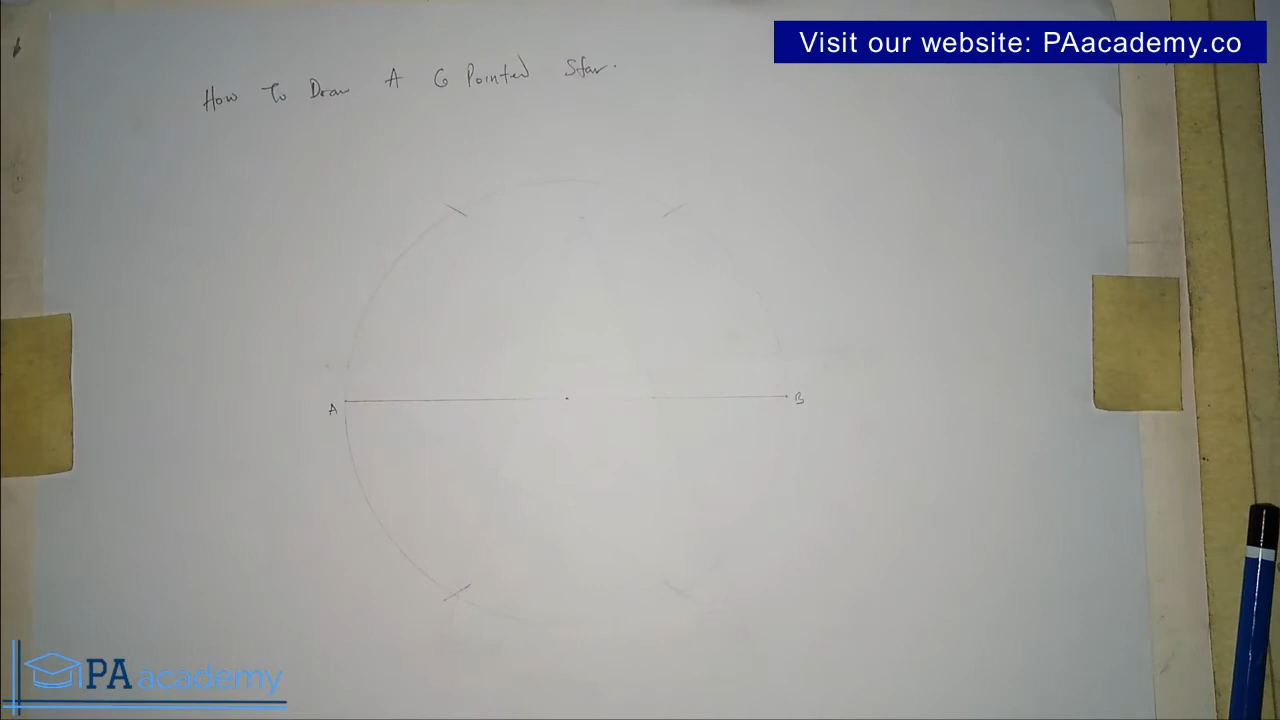 Visit our website: PAacademy.co
How To Draw A 6 Pointed Star.
A
B
PA academy